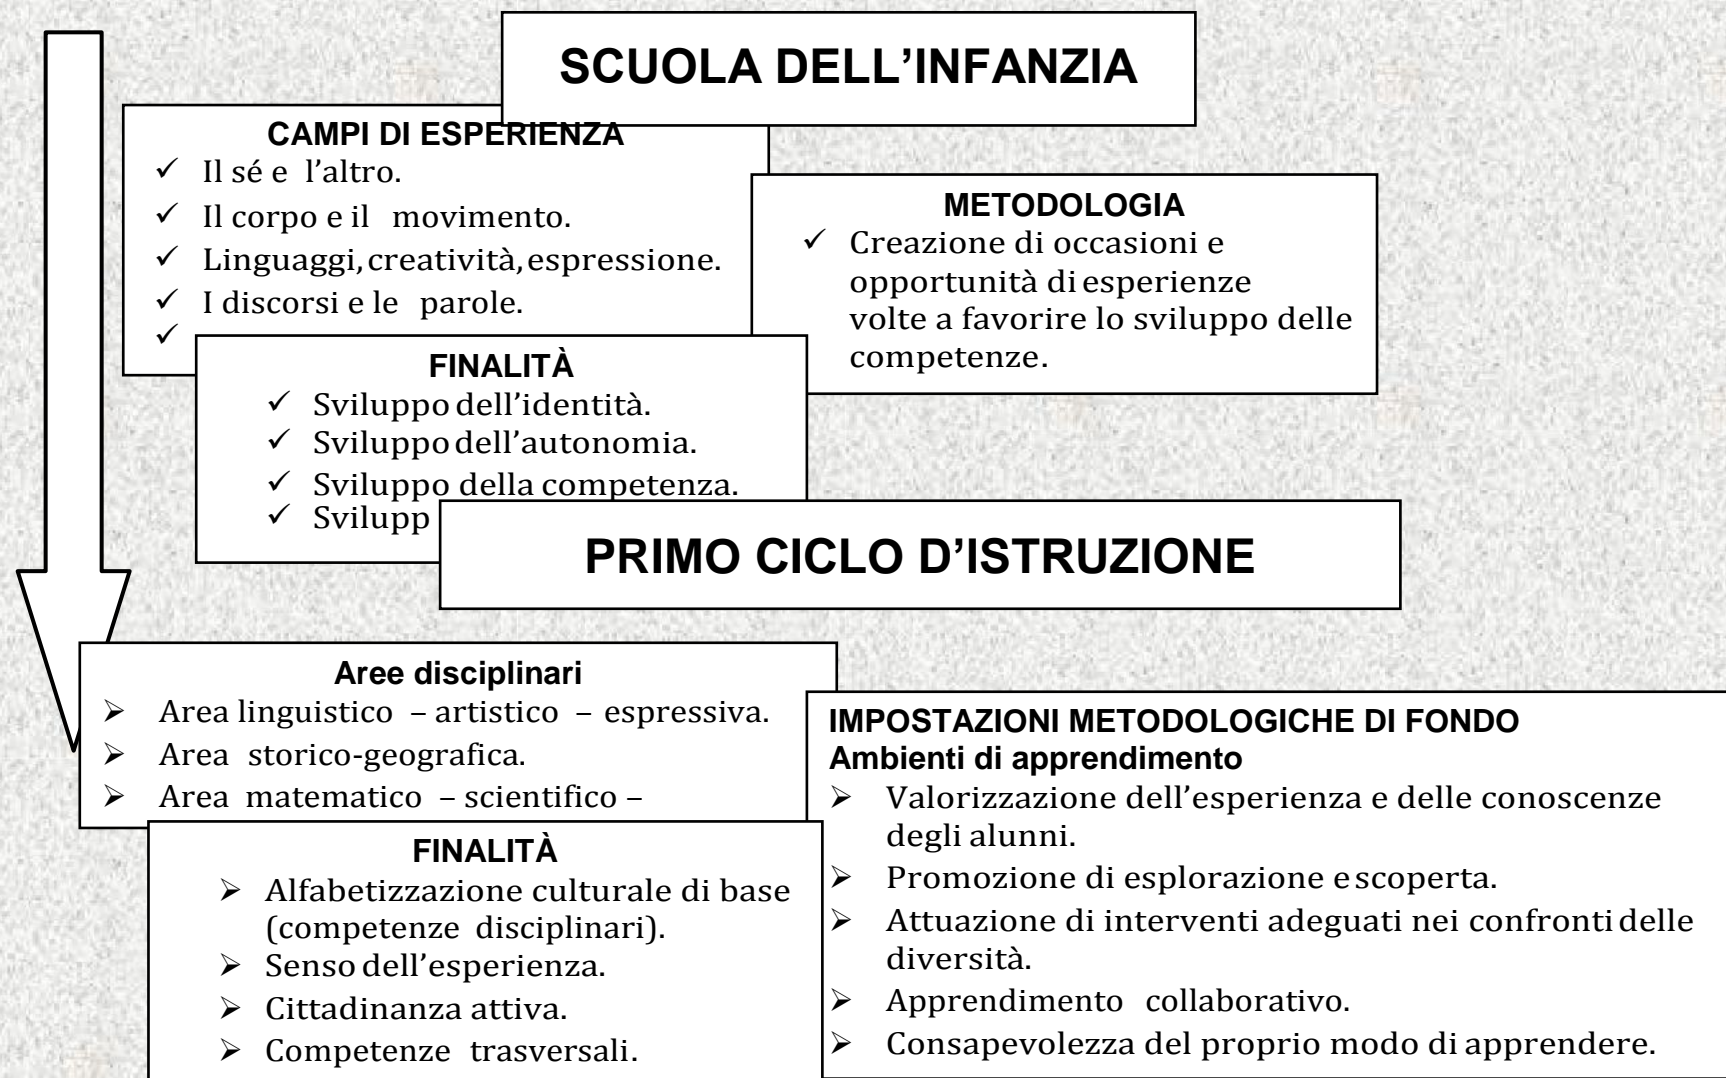 SCUOLA DELL’INFANZIA
CAMPI DI ESPERIENZA
✓ Il sé e l’altro.
✓ Il corpo e il movimento.
✓ Linguaggi, creatività, espressione.
✓ I discorsi e le parole.
✓
METODOLOGIA
✓ Creazione di occasioni e
opportunità di esperienze
volte a favorire lo sviluppo delle
competenze.
FINALITÀ
✓ Sviluppo dell’identità.
✓ Sviluppo dell’autonomia.
✓ Sviluppo della competenza.
✓ Svilupp
PRIMO CICLO D’ISTRUZIONE
Aree disciplinari
➢ Area linguistico – artistico – espressiva.
➢ Area storico-geografica.
➢ Area matematico – scientifico –
IMPOSTAZIONI METODOLOGICHE DI FONDO
Ambienti di apprendimento
➢ Valorizzazione dell’esperienza e delle conoscenze
degli alunni.
➢ Promozione di esplorazione e scoperta.
➢ Attuazione di interventi adeguati nei confronti delle
diversità.
➢ Apprendimento collaborativo.
➢ Consapevolezza del proprio modo di apprendere.
FINALITÀ
➢ Alfabetizzazione culturale di base
(competenze disciplinari).
➢ Senso dell’esperienza.
➢ Cittadinanza attiva.
➢ Competenze trasversali.